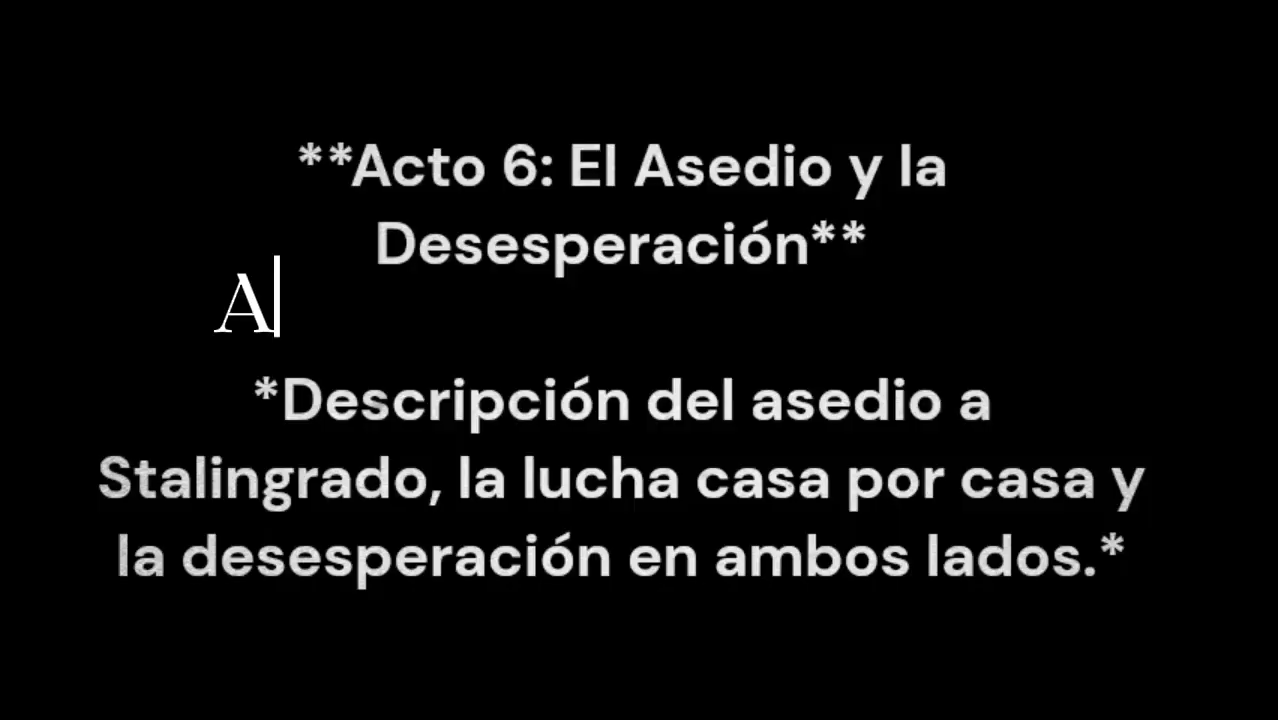 **Acto 6: El Asedio y la
Desesperación**
A
*Descripción del asedio a
Stalingrado, la lucha casa por casa y
la desesperación en ambos lados.*